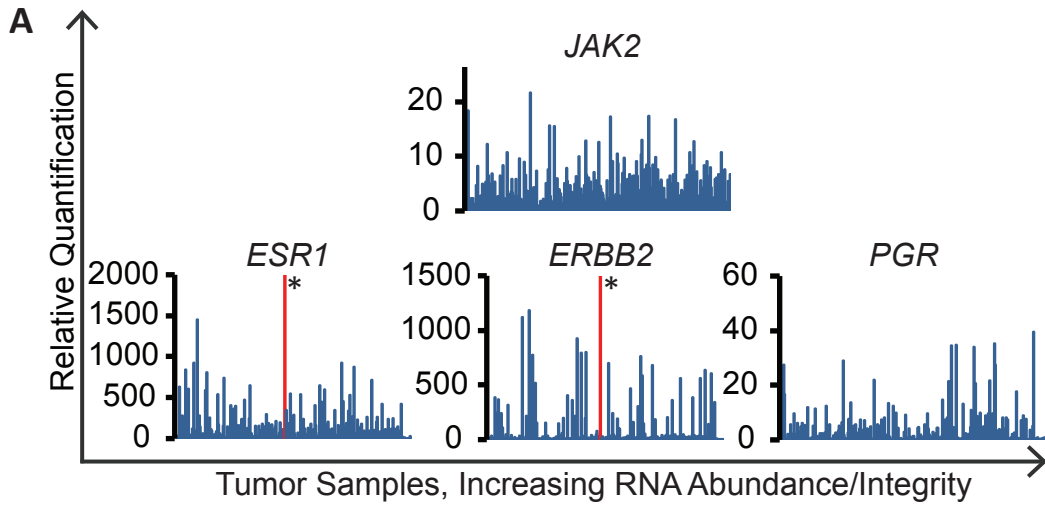 A
Relative Quantification
JAK2
20
10
0
ESR1
2000
1500
1000
500
0
*
ERBB2
1500
1000
500
0
*
PGR
60
40
20
0
Tumor Samples, Increasing RNA Abundance/Integrity